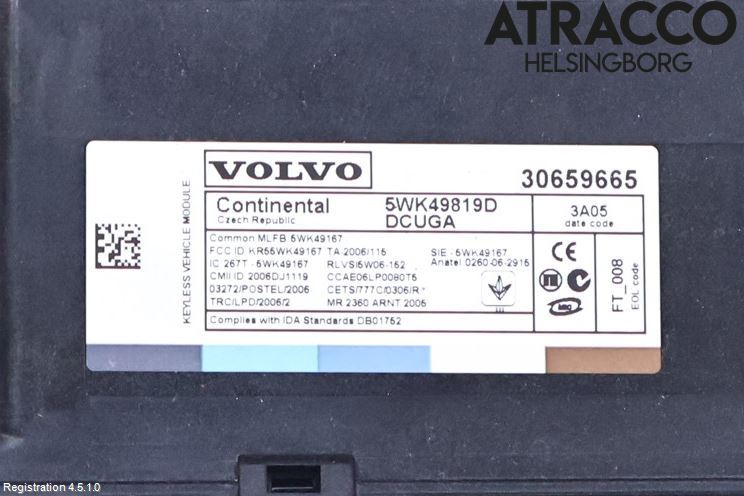 ATRACCO
HELSINGBORG
KEYLESS VEHICLE MODULE
VOLVO
30659665
Continental
Czech Republic
5WK49819D
DCUGA
3A05
date code
Common MLFB 5WK49167
FCC ID KR55WK49167 TA-2006/115
SIE - 5WK49167
IC 267T - 5WK49167 RLVSI5W06-152
Anatel 0260-06-2915
CMII ID 2006DJ1119 CCAE06LP0080T5
03272/POSTEL/2006 CETS/777C/0306/R*
TRC/LPD/2006/2 MR 2360 ARNT 2005
Complies with IDA Standards DB01752
CE
FT_008
EOL code
Registration 4.5.1.0